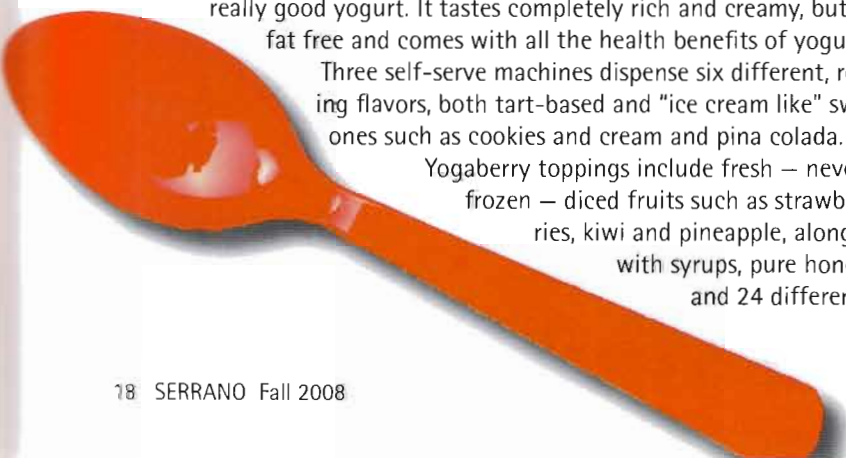 really good yogurt. It tastes completely rich and creamy, but
fat free and comes with all the health benefits of yogu
Three self-serve machines dispense six different, r
ing flavors, both tart-based and "ice cream like" sw
ones such as cookies and cream and pina colada.
Yogaberry toppings include fresh — nev
frozen — diced fruits such as strawb
ries, kiwi and pineapple, along
with syrups, pure hon
and 24 differen
18 SERRANO Fall 2008